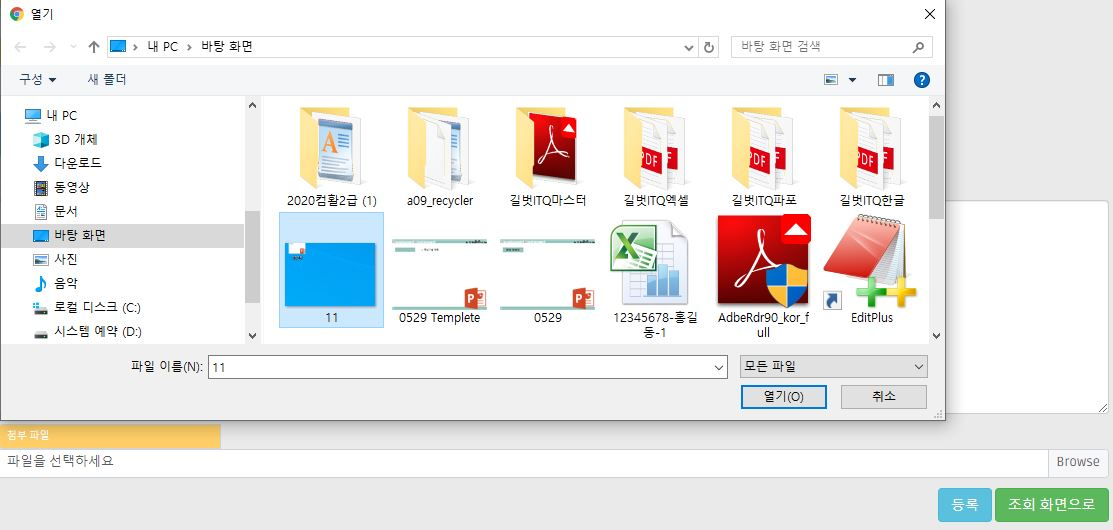 열기
내 PC > 바탕 화면
바탕 화면 검색
구성
새 폴더
내 PC
3D 개체
다운로드
동영상
문서
바탕 화면
사진
음악
로컬 디스크 (C:)
시스템 예약 (D:)
2020컴활2급 (1)
a09_recycler
길벗ITQ마스터
길벗ITQ엑셀
길벗ITQ파포
길벗ITQ한글
11
0529 Templete
0529
12345678-홍길
동-1
AdbeRdr90_kor_f
ull
EditPlus
파일 이름(N):
11
모든 파일
열기(O)
취소
첨부 파일
파일을 선택하세요
Browse
등록
조회 화면으로